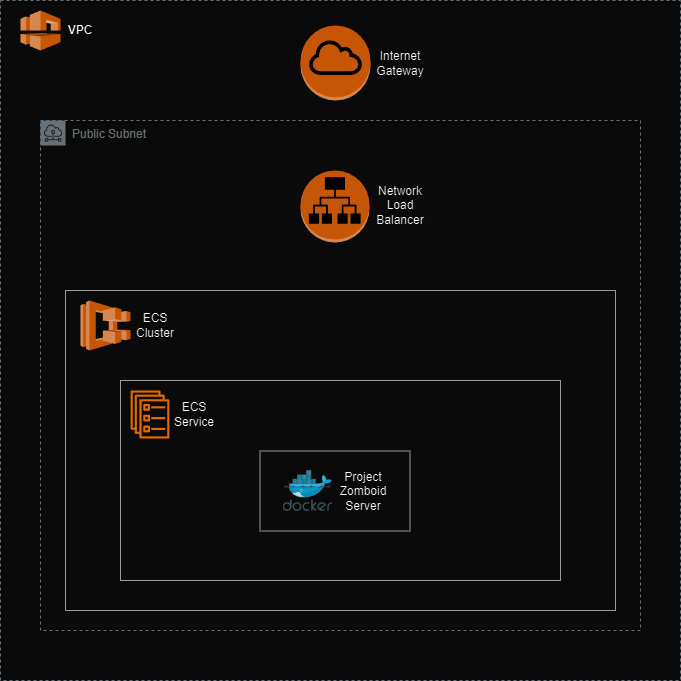 VPC
Internet
Gateway
Public Subnet
Network
Load
Balancer
ECS
Cluster
ECS
Service
docker
Project
Zomboid
Server